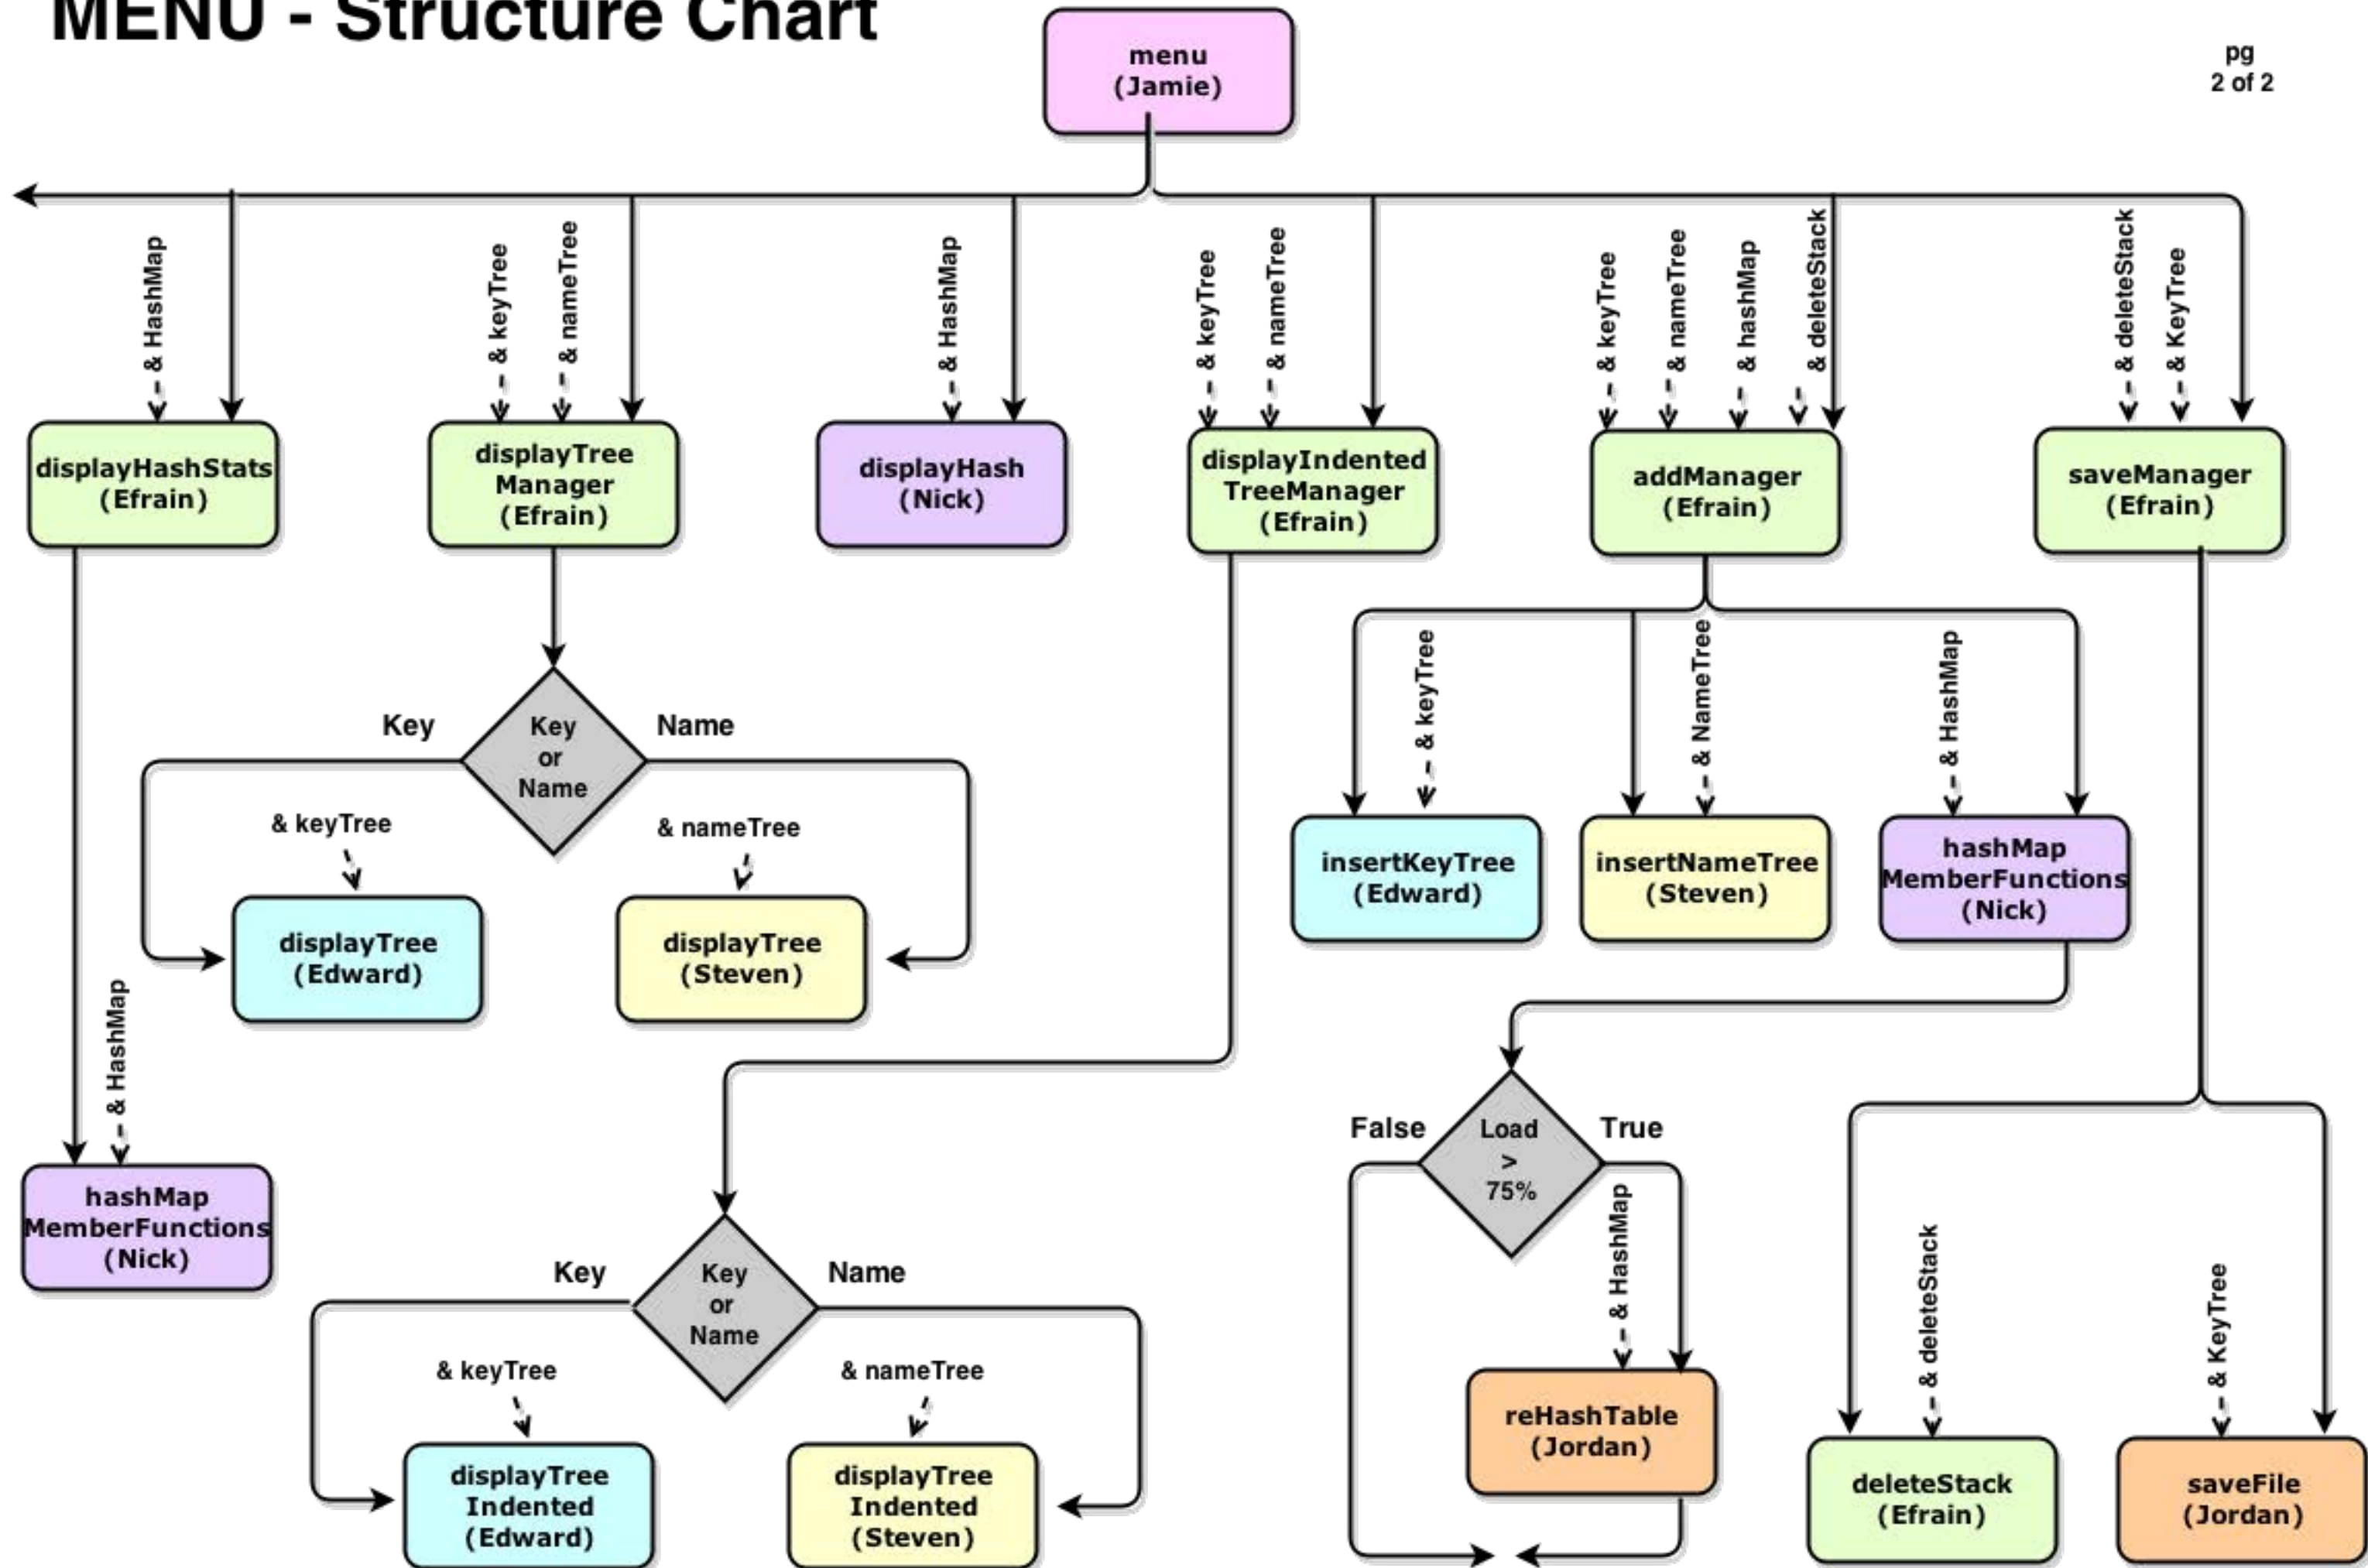 MENU - Structure Chart
menu
(Jamie)
pg
2 of 2
& HashMap
& keyTree
& nameTree
& HashMap
& keyTree
& nameTree
& keyTree
& nameTree
& hashMap
& deleteStack
& deleteStack
& KeyTree
displayHashStats
(Efrain)
displayTree
Manager
(Efrain)
displayHash
(Nick)
displayIndented
TreeManager
(Efrain)
addManager
(Efrain)
saveManager
(Efrain)
Key
Key
or
Name
Name
& keyTree
& nameTree
displayTree
(Edward)
displayTree
(Steven)
& keyTree
& NameTree
& HashMap
insertKeyTree
(Edward)
insertNameTree
(Steven)
hashMap
MemberFunctions
(Nick)
& HashMap
hashMap
MemberFunctions
(Nick)
Key
Key
or
Name
Name
& keyTree
& nameTree
displayTree
Indented
(Edward)
displayTree
Indented
(Steven)
False
Load
>
75%
True
& HashMap
reHashTable
(Jordan)
& deleteStack
& KeyTree
deleteStack
(Efrain)
saveFile
(Jordan)